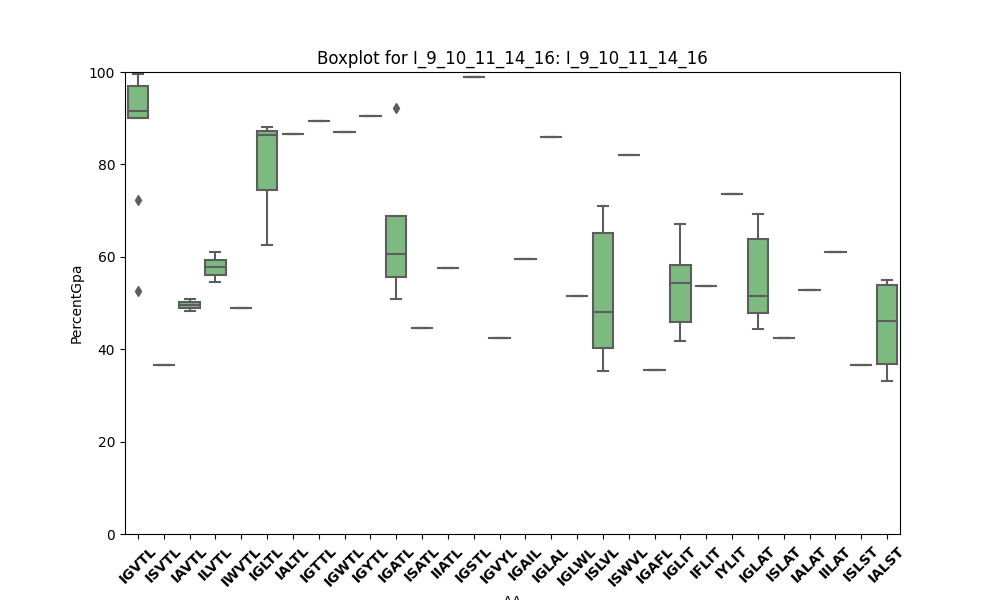 Boxplot for I_9_10_11_14_16: I_9_10_11_14_16
PercentGpa
100
80
60
40
20
0
IGVTL
ISVTL
IAVTL
ILVTL
IWVTL
IGLTL
IALTL
IGTTL
IGWTL
IGYTL
IGATL
ISATL
IIATL
IGSTL
IGVYL
IGAIL
IGLAL
IGLWL
ISLVL
ISWVL
IGAFL
IGLIT
IFLIT
IYLIT
IGLAT
ISLAT
IALAT
IILAT
ISLST
IALST
AA